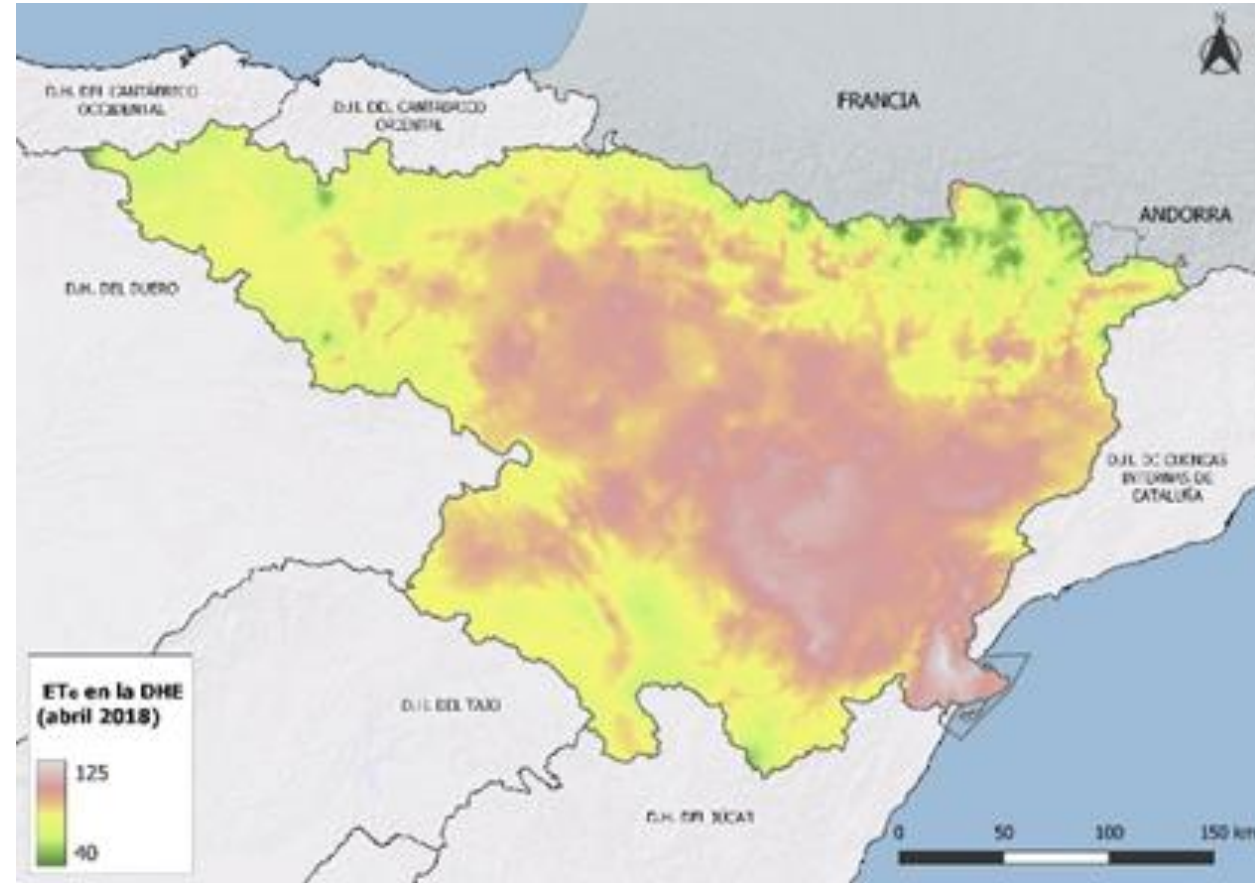 N
D.H. DEL CANTÁBRICO
OCCIDENTAL
D.H. DEL CANTÁBRICO
ORIENTAL
FRANCIA
ANDORRA
D.H. DEL DUERO
D.H. DE CUENCAS
INTERNAS DE
CATALUÑA
D.H. DEL TAJO
D.H. DEL JÚCAR
ET₀ en la DHE
(abril 2018)
125
40
0 50 100 150 km